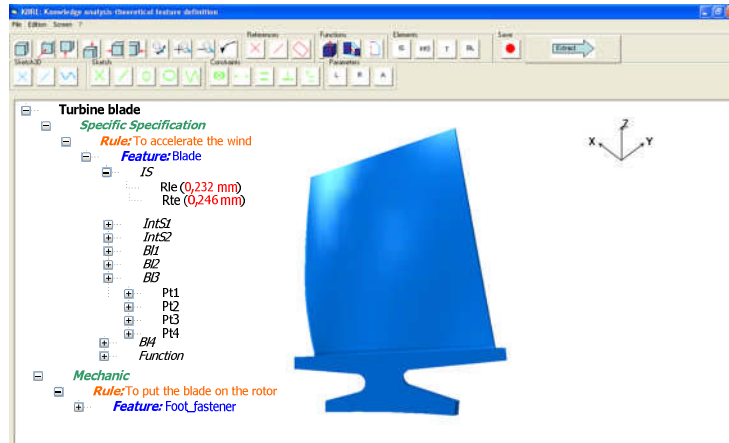 KBRE: Knowledge analysis-theoretical feature definition
File Edition Screen ?
References
Functions
Elements
Save
Extract
Sketch3D
Sketch
Constraints
Parameters
L R A
Turbine blade
Specific Specification
Rule: To accelerate the wind
Feature: Blade
IS
Rle (0,232 mm)
Rte (0,246 mm)
IntS1
IntS2
Bl1
Bl2
Bl3
Pt1
Pt2
Pt3
Pt4
Bl4
Function
Mechanic
Rule: To put the blade on the rotor
Feature: Foot_fastener
Z
X
Y